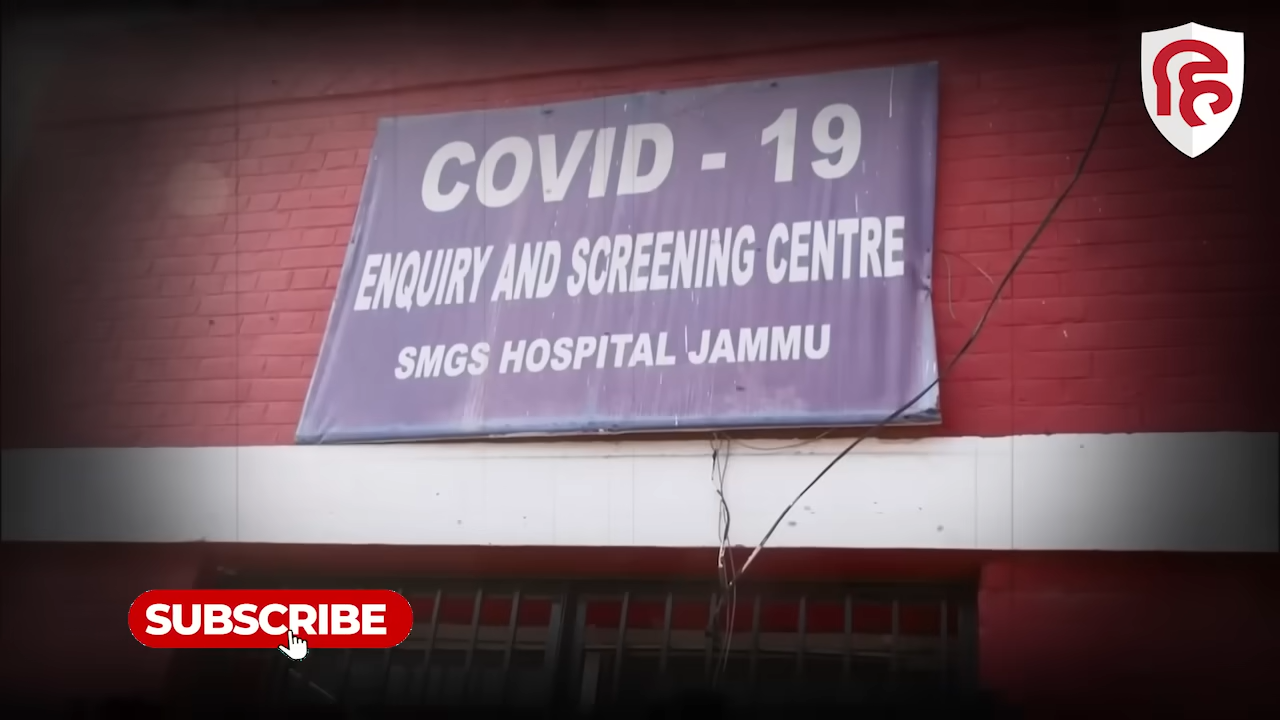 COVID - 19
ENQUIRY AND SCREENING CENTRE
SMGS HOSPITAL JAMMU
SUBSCRIBE